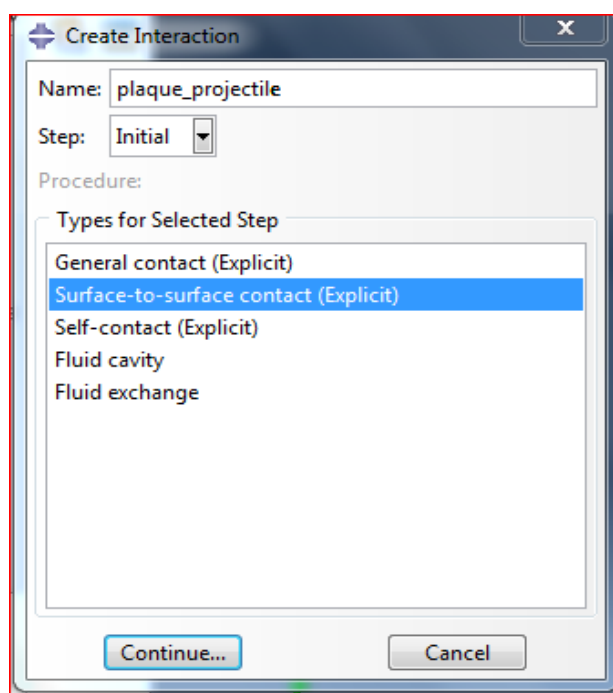 Create Interaction
x
Name: plaque_projectile
Step: Initial
Procedure:
Types for Selected Step
General contact (Explicit)
Surface-to-surface contact (Explicit)
Self-contact (Explicit)
Fluid cavity
Fluid exchange
Continue... Cancel